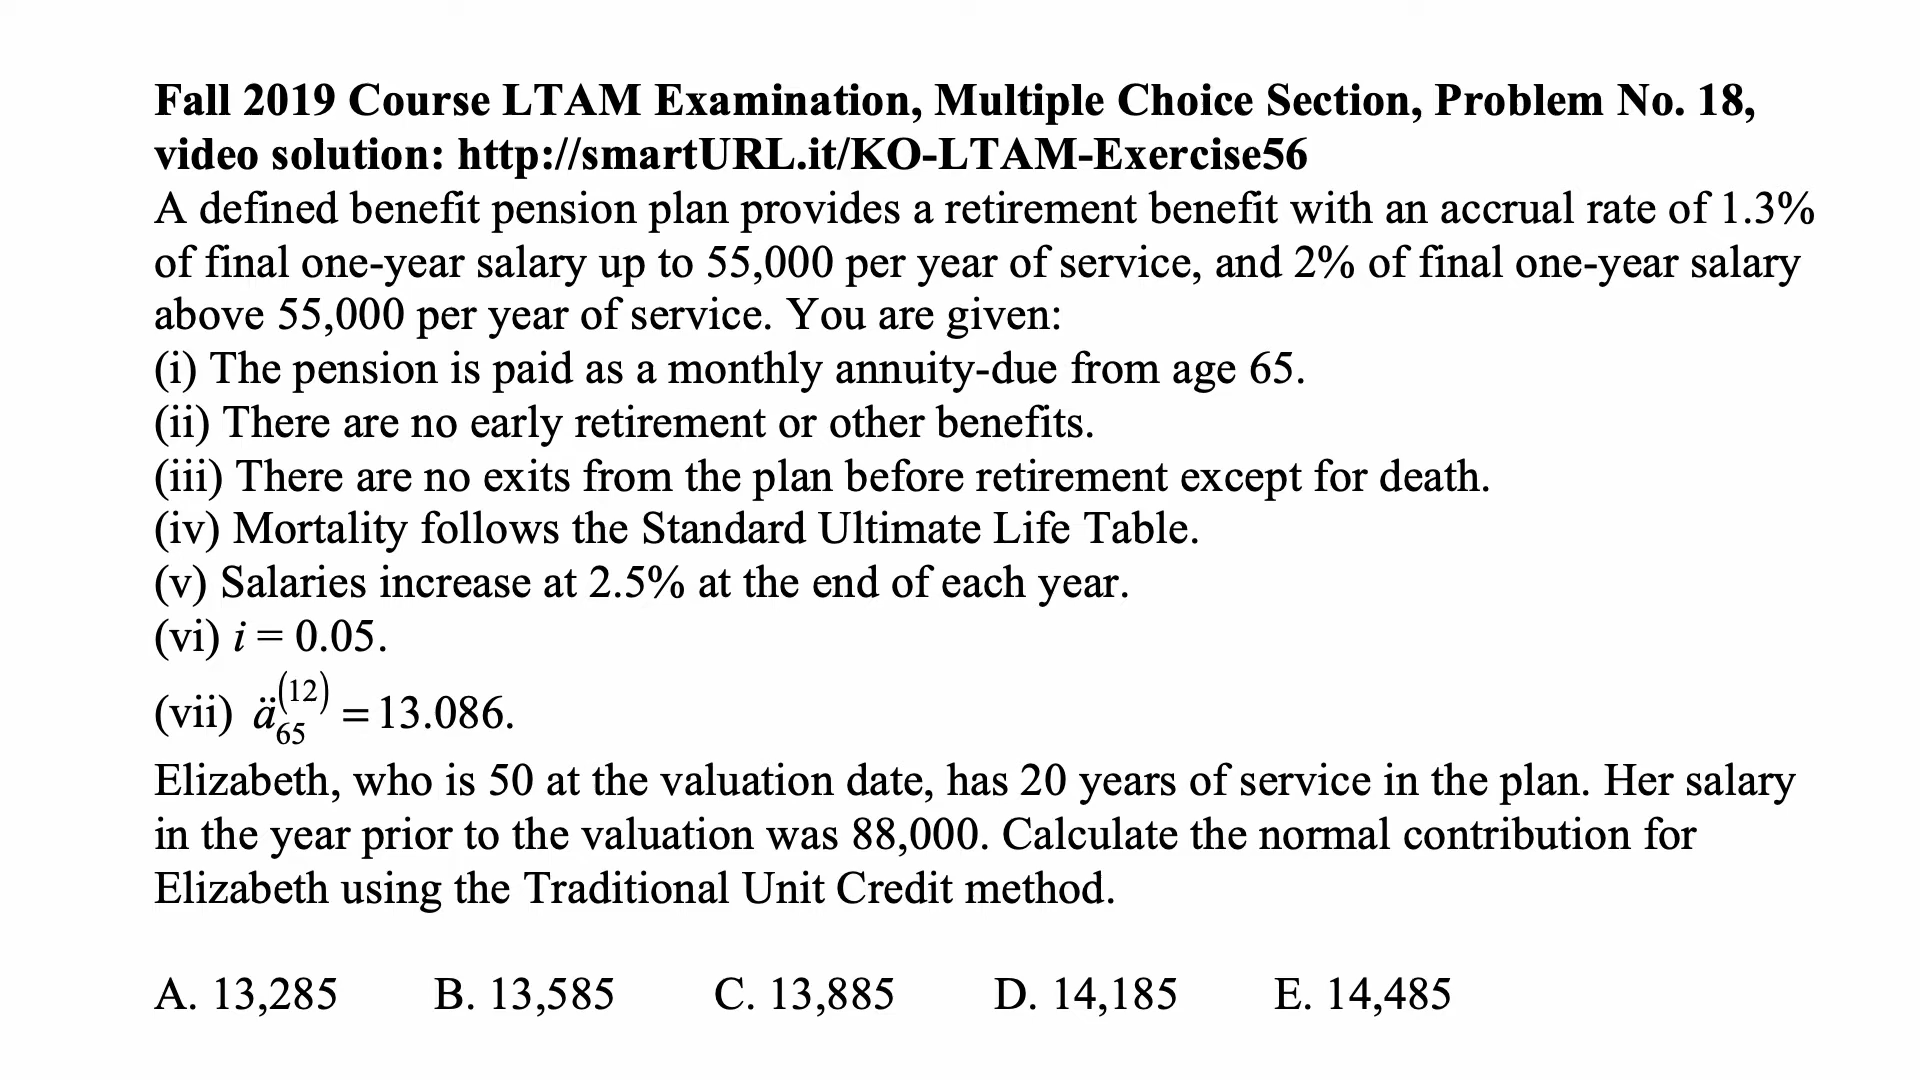 Fall 2019 Course LTAM Examination, Multiple Choice Section, Problem No. 18,
video solution: http://smartURL.it/KO-LTAM-Exercise56
A defined benefit pension plan provides a retirement benefit with an accrual rate of 1.3%
of final one-year salary up to 55,000 per year of service, and 2% of final one-year salary
above 55,000 per year of service. You are given:
(i) The pension is paid as a monthly annuity-due from age 65.
(ii) There are no early retirement or other benefits.
(iii) There are no exits from the plan before retirement except for death.
(iv) Mortality follows the Standard Ultimate Life Table.
(v) Salaries increase at 2.5% at the end of each year.
(vi) i = 0.05.
(vii) ä₆₅⁽¹²⁾ = 13.086.
Elizabeth, who is 50 at the valuation date, has 20 years of service in the plan. Her salary
in the year prior to the valuation was 88,000. Calculate the normal contribution for
Elizabeth using the Traditional Unit Credit method.
A. 13,285 B. 13,585 C. 13,885 D. 14,185 E. 14,485